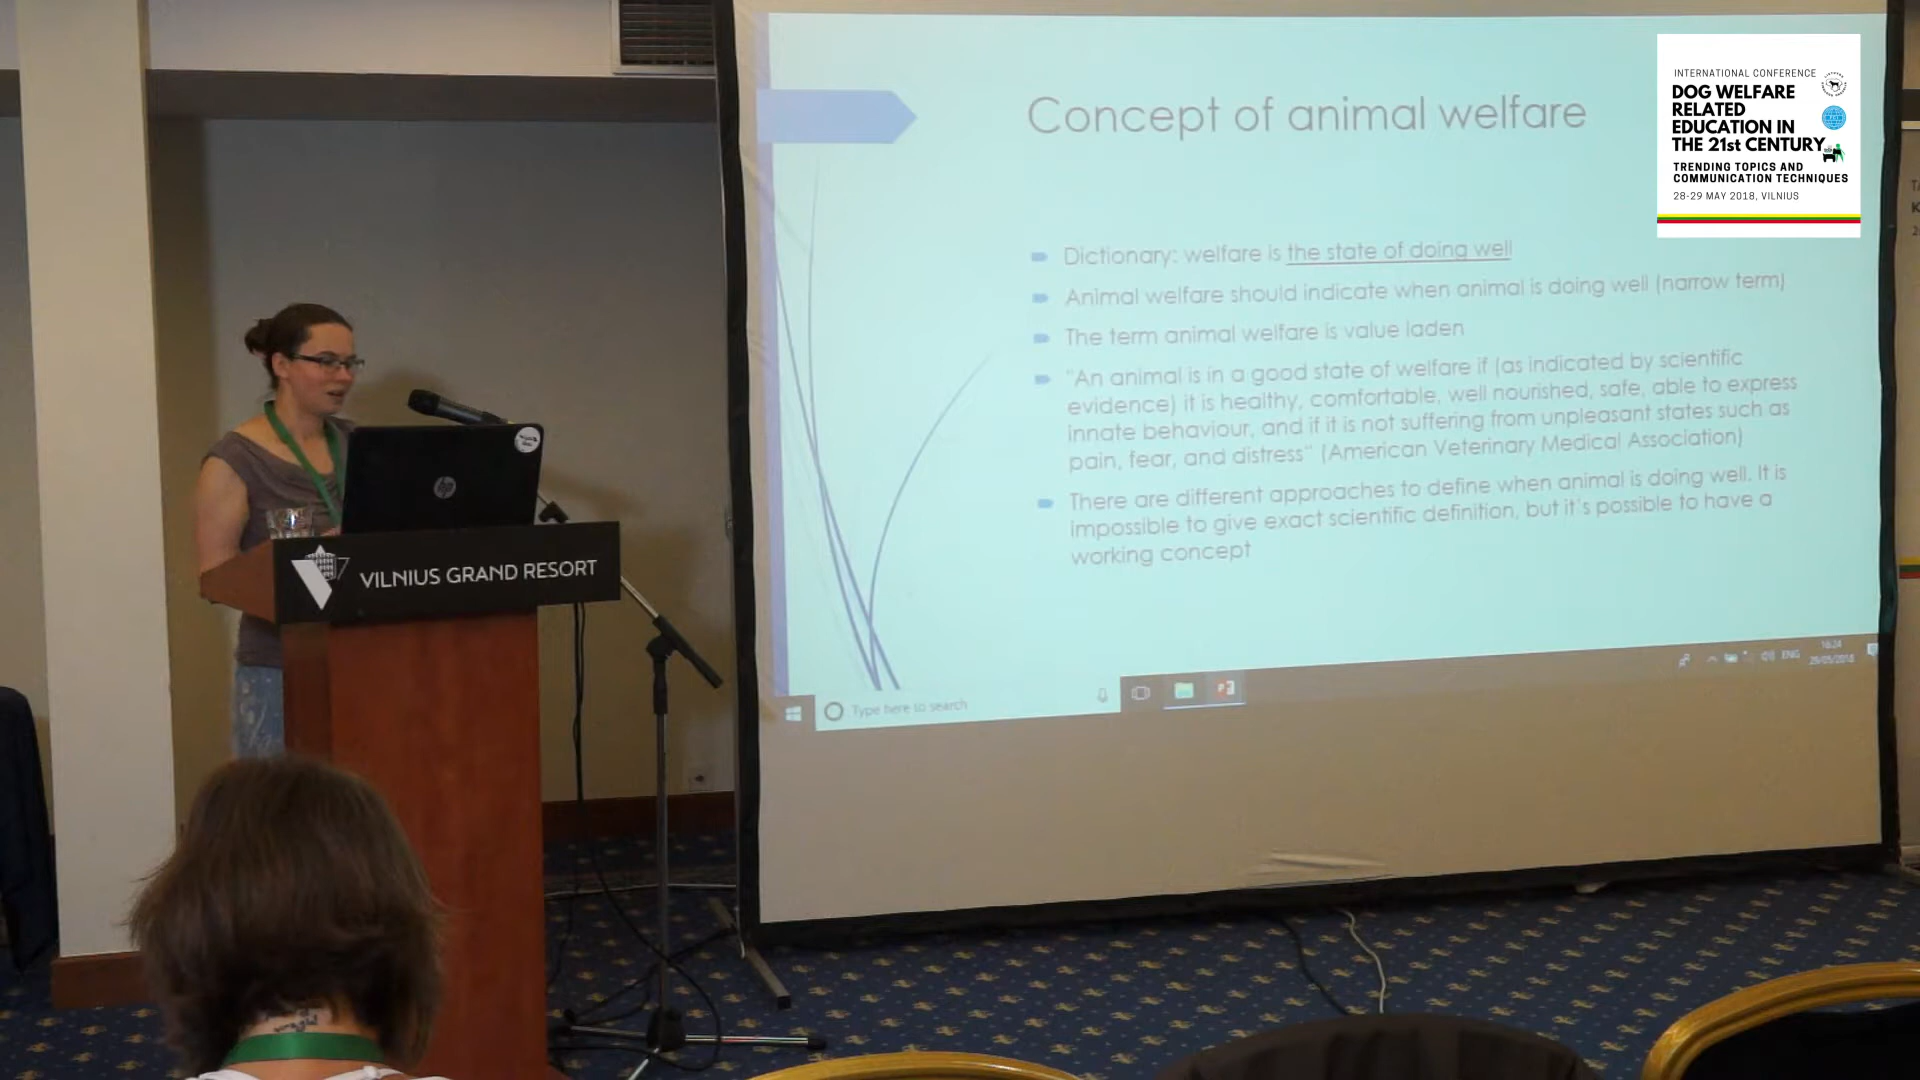 Concept of animal welfare
Dictionary: welfare is the state of doing well
Animal welfare should indicate when animal is doing well (narrow term)
The term animal welfare is value laden
"An animal is in a good state of welfare if (as indicated by scientific
evidence) it is healthy, comfortable, well nourished, safe, able to express
innate behaviour, and if it is not suffering from unpleasant states such as
pain, fear, and distress" (American Veterinary Medical Association)
There are different approaches to define when animal is doing well. It is
impossible to give exact scientific definition, but it's possible to have a
working concept
Type here to search
ENG
16:24
29/05/2018
INTERNATIONAL CONFERENCE
DOG WELFARE
RELATED
EDUCATION IN
THE 21st CENTURY
TRENDING TOPICS AND
COMMUNICATION TECHNIQUES
28-29 MAY 2018, VILNIUS
hp
VILNIUS GRAND RESORT